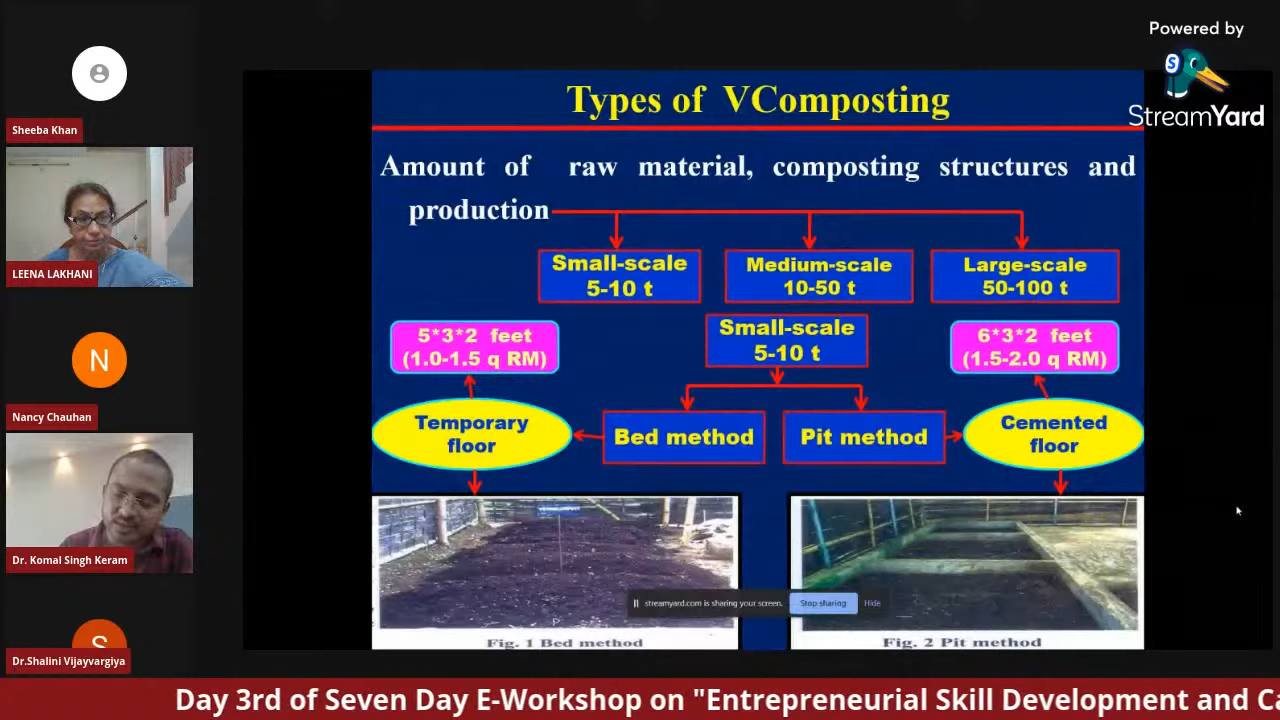 Powered by
StreamYard
Sheeba Khan
LEENA LAKHANI
N
Nancy Chauhan
Dr. Komal Singh Keram
S
Dr.Shalini Vijayvargiya
Types of VComposting
Amount of raw material, composting structures and
production
Small-scale
5-10 t
Medium-scale
10-50 t
Large-scale
50-100 t
5*3*2 feet
(1.0-1.5 q RM)
Small-scale
5-10 t
6*3*2 feet
(1.5-2.0 q RM)
Temporary
floor
Bed method
Pit method
Cemented
floor
streamyard.com is sharing your screen.
Stop sharing
Hide
Fig. 1 Bed method
Fig. 2 Pit method
Day 3rd of Seven Day E-Workshop on "Entrepreneurial Skill Development and Ca